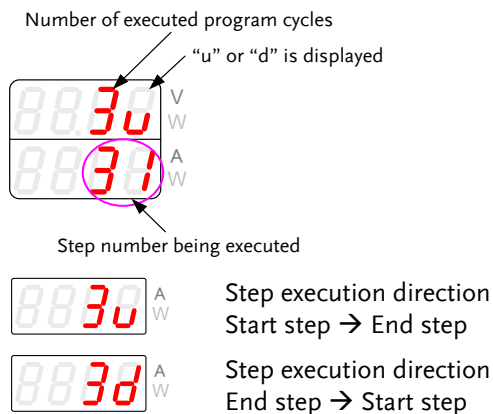 Number of executed program cycles
“u” or “d” is displayed
3u V
W
31 A
W
Step number being executed
3u A
W
Step execution direction
Start step → End step
3d A
W
Step execution direction
End step → Start step